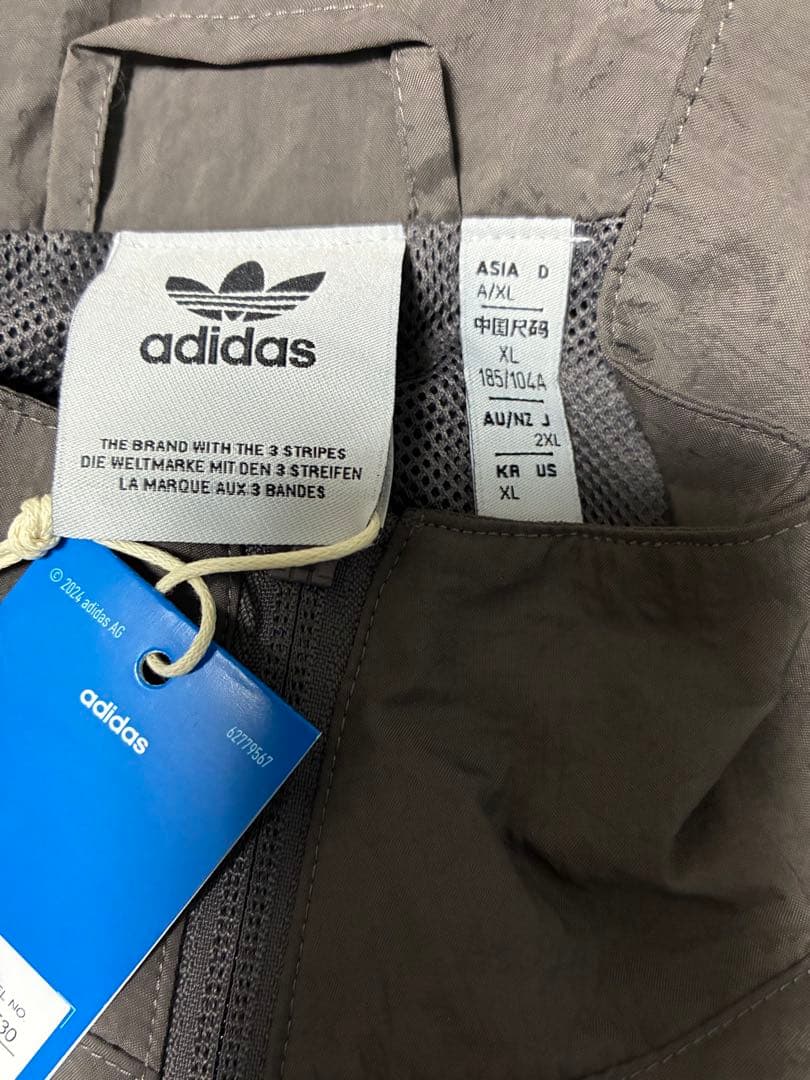 adidas
THE BRAND WITH THE 3 STRIPES
DIE WELTMARKE MIT DEN 3 STREIFEN
LA MARQUE AUX 3 BANDES
ASIA D
A/XL
中国尺码
XL
185/104A
AU/NZ J
2XL
KR US
XL
© 2024 adidas AG
adidas
62779567
NO
30